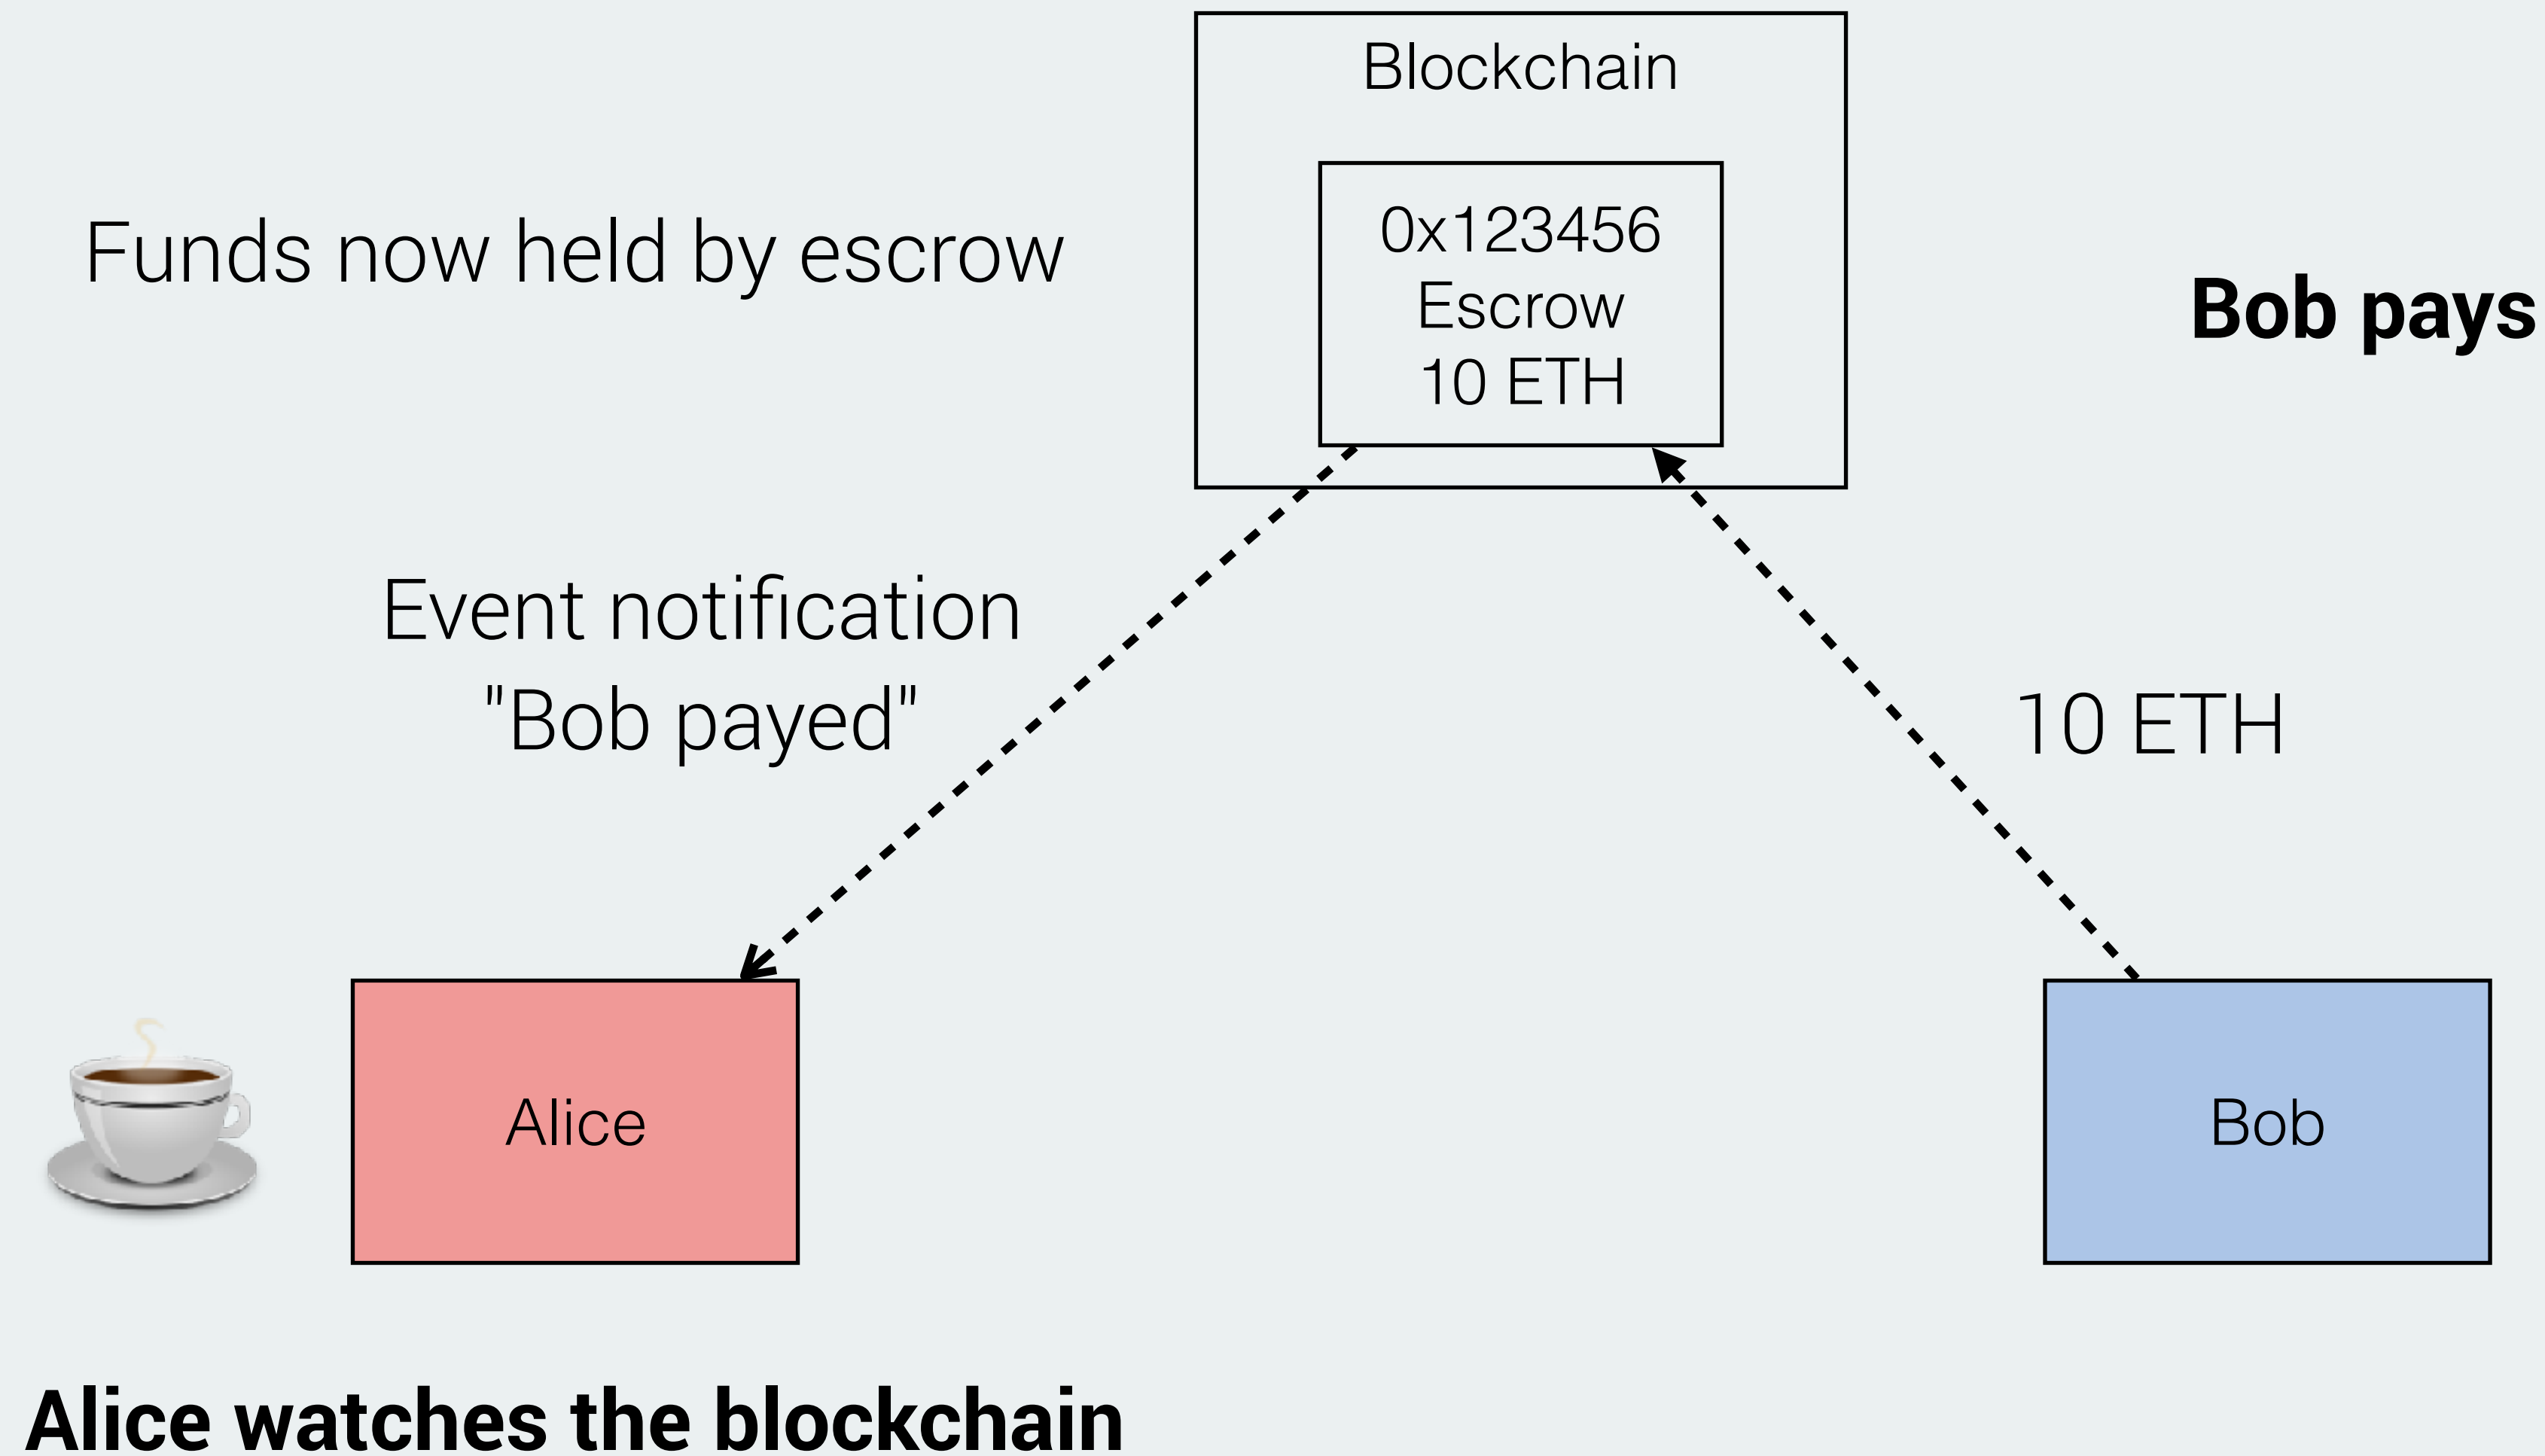 Blockchain
Funds now held by escrow
0x123456
Escrow
10 ETH
Bob pays
Event notification
"Bob payed"
10 ETH
Alice
Bob
Alice watches the blockchain